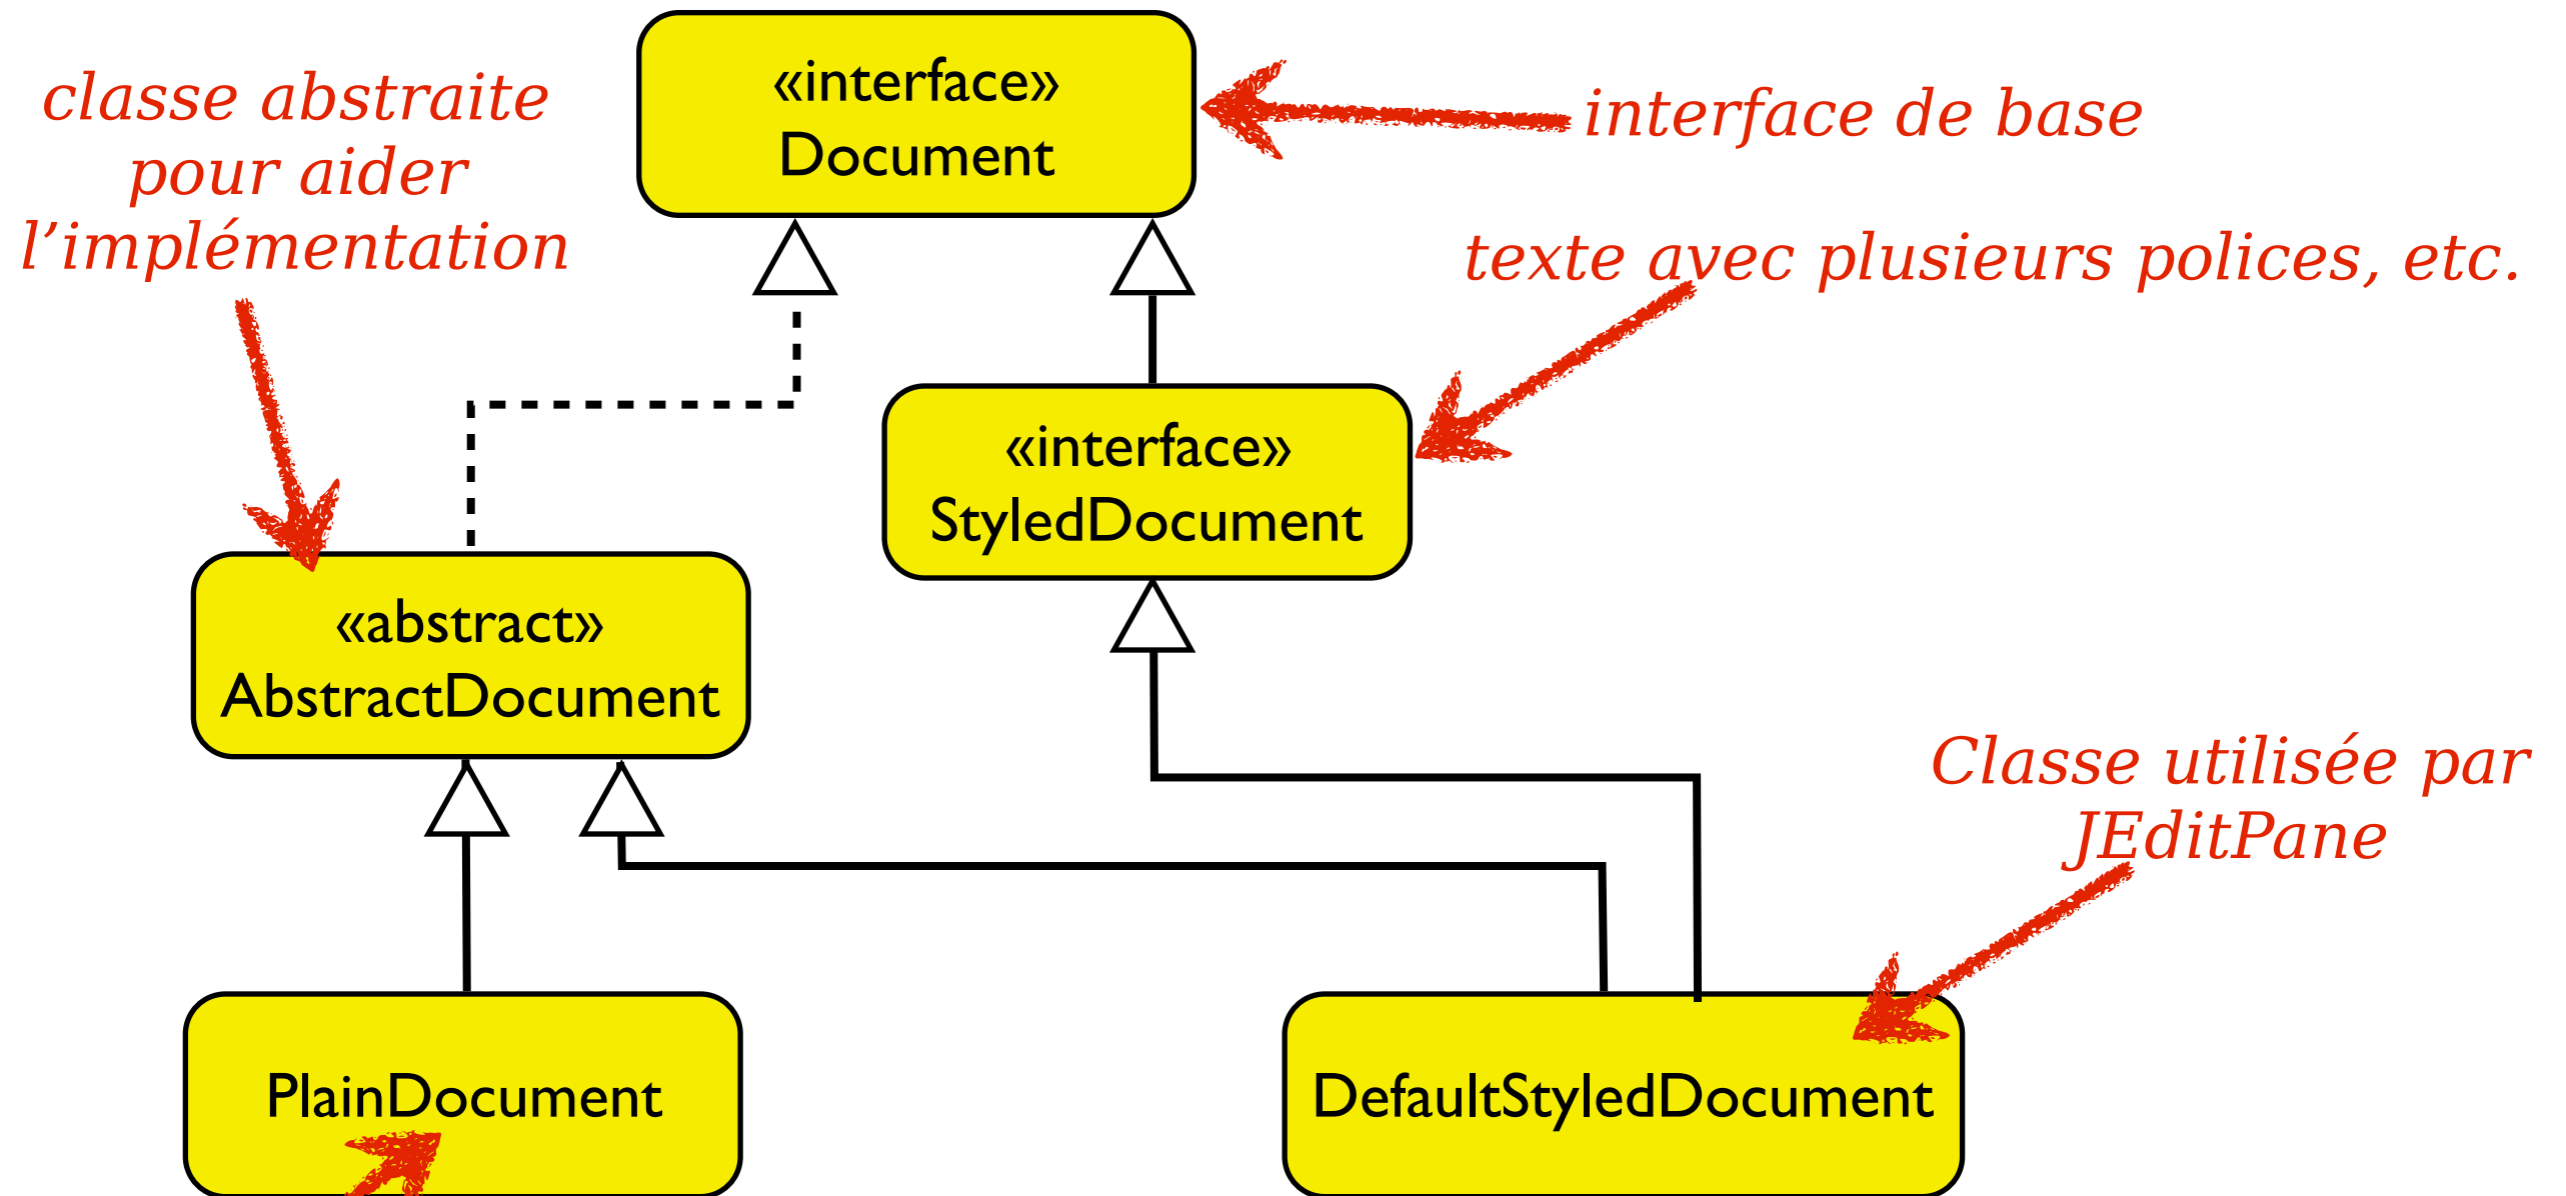 «interface»
Document
classe abstraite
pour aider
l’implémentation
interface de base
texte avec plusieurs polices, etc.
«interface»
StyledDocument
«abstract»
AbstractDocument
Classe utilisée par
JEditPane
PlainDocument
DefaultStyledDocument